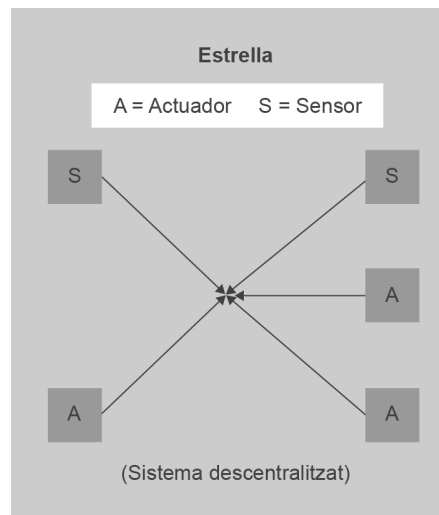 Estrella
A = Actuador S = Sensor
S
S
A
A
A
(Sistema descentralitzat)